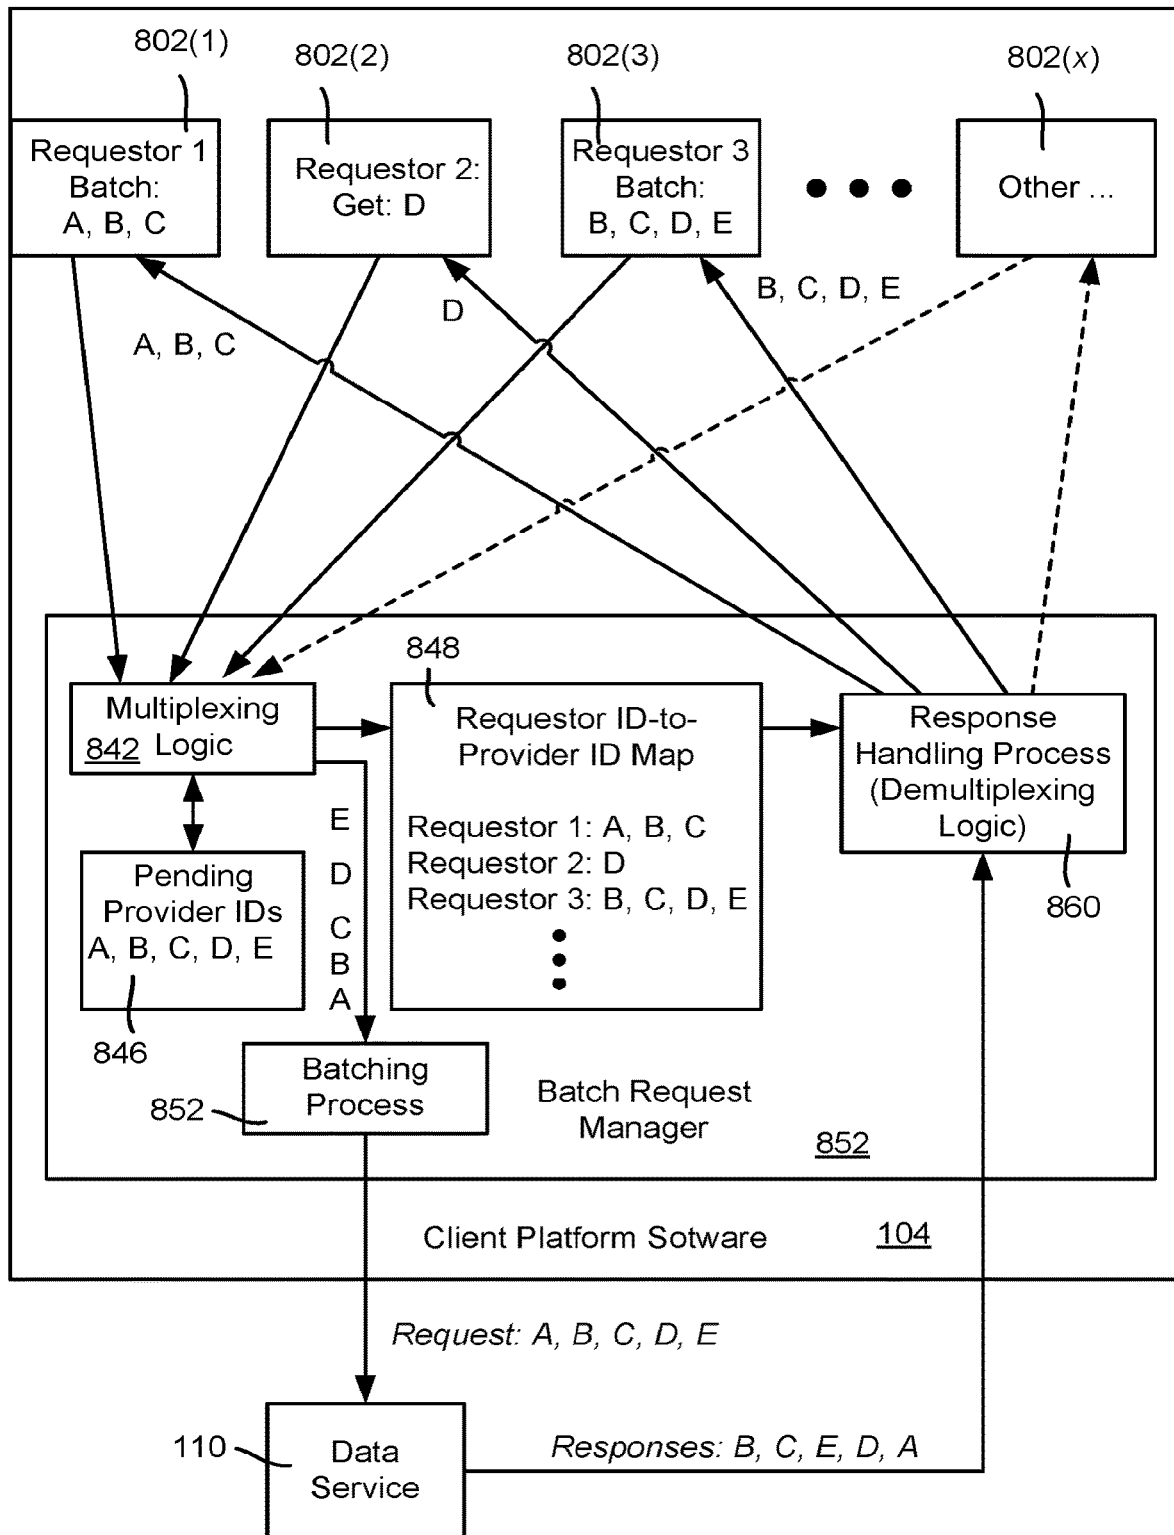 802(1)
802(2)
802(3)
802(x)
Requestor 1
Batch:
A, B, C
Requestor 2:
Get: D
Requestor 3
Batch:
B, C, D, E
Other ...
A, B, C
D
B, C, D, E
848
Multiplexing
Logic
842
Requestor ID-to-
Provider ID Map
Requestor 1: A, B, C
Requestor 2: D
Requestor 3: B, C, D, E
Response
Handling Process
(Demultiplexing
Logic)
860
Pending
Provider IDs
A, B, C, D, E
846
E
D
C
B
A
Batching
Process
852
Batch Request
Manager
852
Client Platform Sotware
104
Request: A, B, C, D, E
110
Data
Service
Responses: B, C, E, D, A